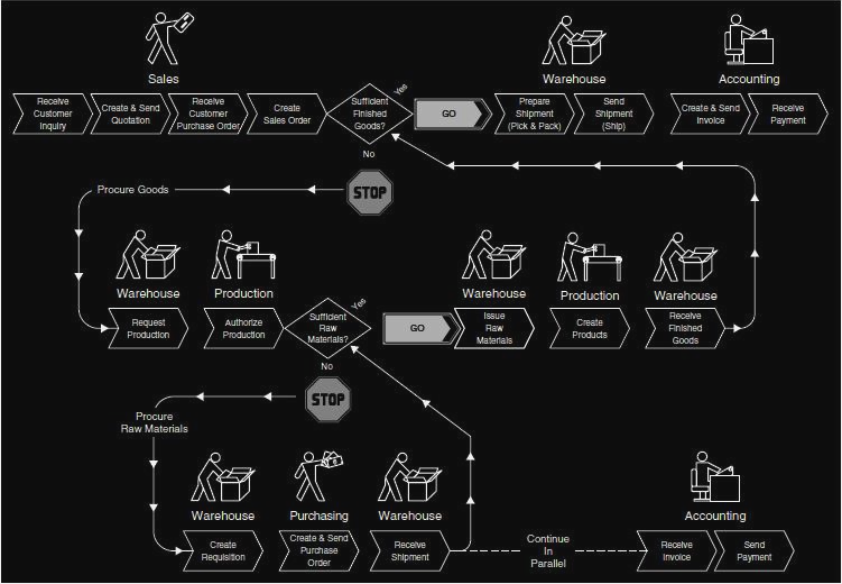 Sales
Warehouse
Accounting
Receive
Customer
Inquiry
Create & Send
Quotation
Receive
Customer
Purchase Order
Create
Sales Order
Sufficient
Finished
Goods?
Yes
GO
Prepare
Shipment
(Pick & Pack)
Send
Shipment
(Ship)
Create & Send
Invoice
Receive
Payment
No
Procure Goods
STOP
Warehouse
Production
Warehouse
Production
Warehouse
Request
Production
Authorize
Production
Sufficient
Raw
Materials?
Yes
GO
Issue
Raw
Materials
Create
Products
Receive
Finished
Goods
No
STOP
Procure
Raw Materials
Warehouse
Purchasing
Warehouse
Accounting
Create
Requisition
Create & Send
Purchase
Order
Receive
Shipment
Continue
In
Parallel
Receive
Invoice
Send
Payment